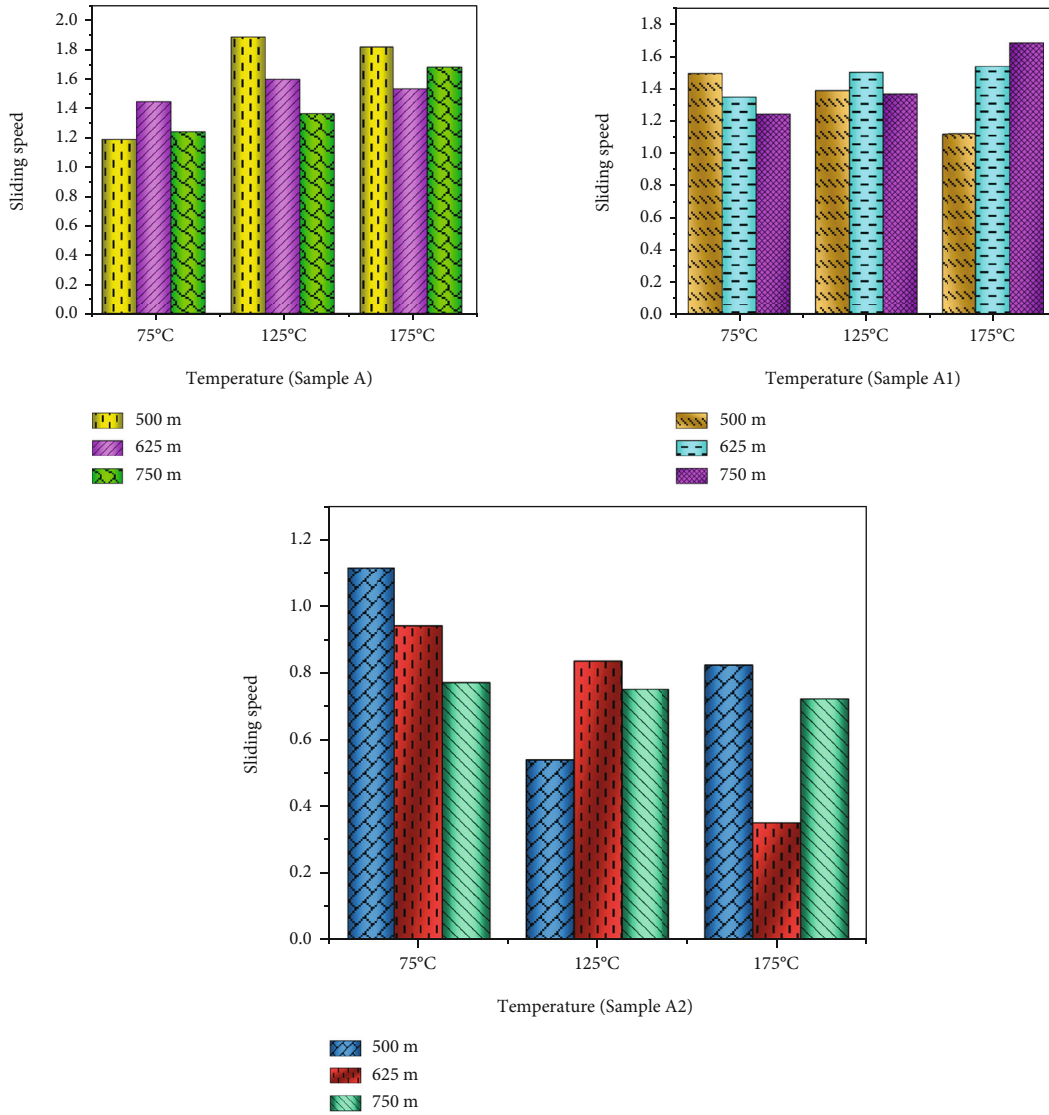 Sliding speed
2.0
1.8
1.6
1.4
1.2
1.0
0.8
0.6
0.4
0.2
0.0
75°C 125°C 175°C
Temperature (Sample A)
500 m
625 m
750 m
Sliding speed
1.8
1.6
1.4
1.2
1.0
0.8
0.6
0.4
0.2
0.0
75°C 125°C 175°C
Temperature (Sample A1)
500 m
625 m
750 m
Sliding speed
1.2
1.0
0.8
0.6
0.4
0.2
0.0
75°C 125°C 175°C
Temperature (Sample A2)
500 m
625 m
750 m